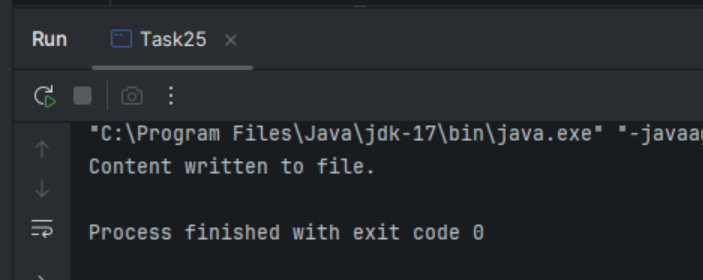 Run
Task25
"C:\Program Files\Java\jdk-17\bin\java.exe" "-javaag
Content written to file.
Process finished with exit code 0